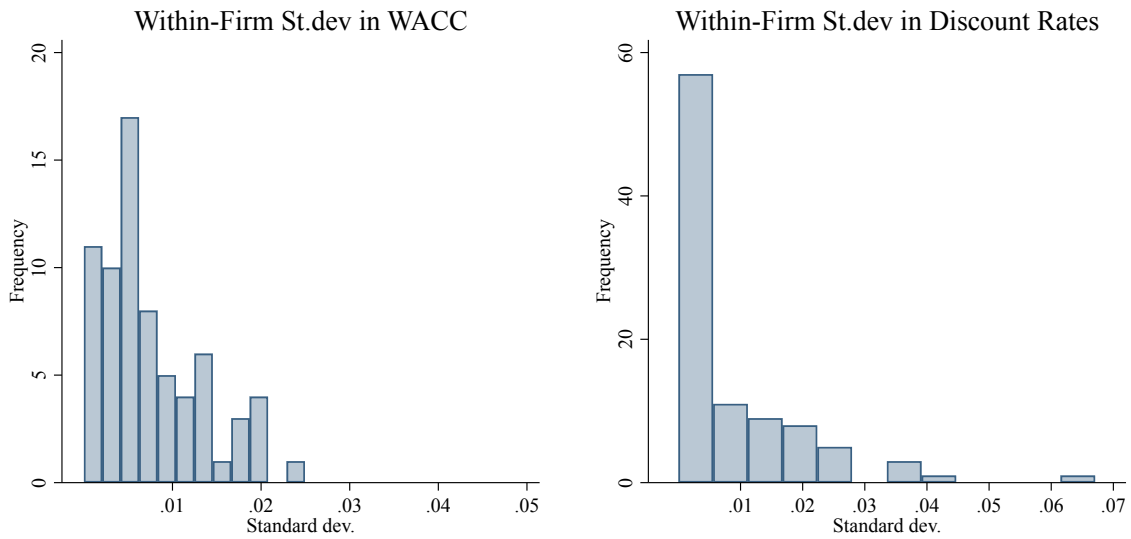 Within-Firm St.dev in WACC
Frequency
20
15
10
5
0
.01 .02 .03 .04 .05
Standard dev.
Within-Firm St.dev in Discount Rates
Frequency
60
40
20
0
.01 .02 .03 .04 .05 .06 .07
Standard dev.